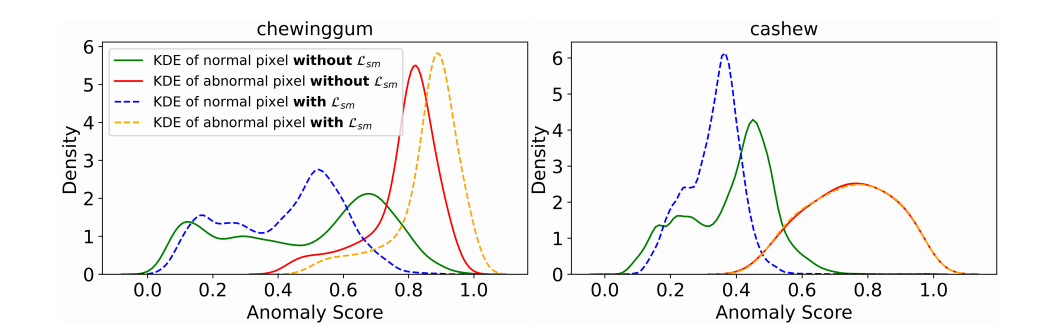 chewinggum
KDE of normal pixel without ℒsm
KDE of abnormal pixel without ℒsm
KDE of normal pixel with ℒsm
KDE of abnormal pixel with ℒsm
Density
6
5
4
3
2
1
0
0.0 0.2 0.4 0.6 0.8 1.0
Anomaly Score
cashew
Density
6
5
4
3
2
1
0
0.0 0.2 0.4 0.6 0.8 1.0
Anomaly Score